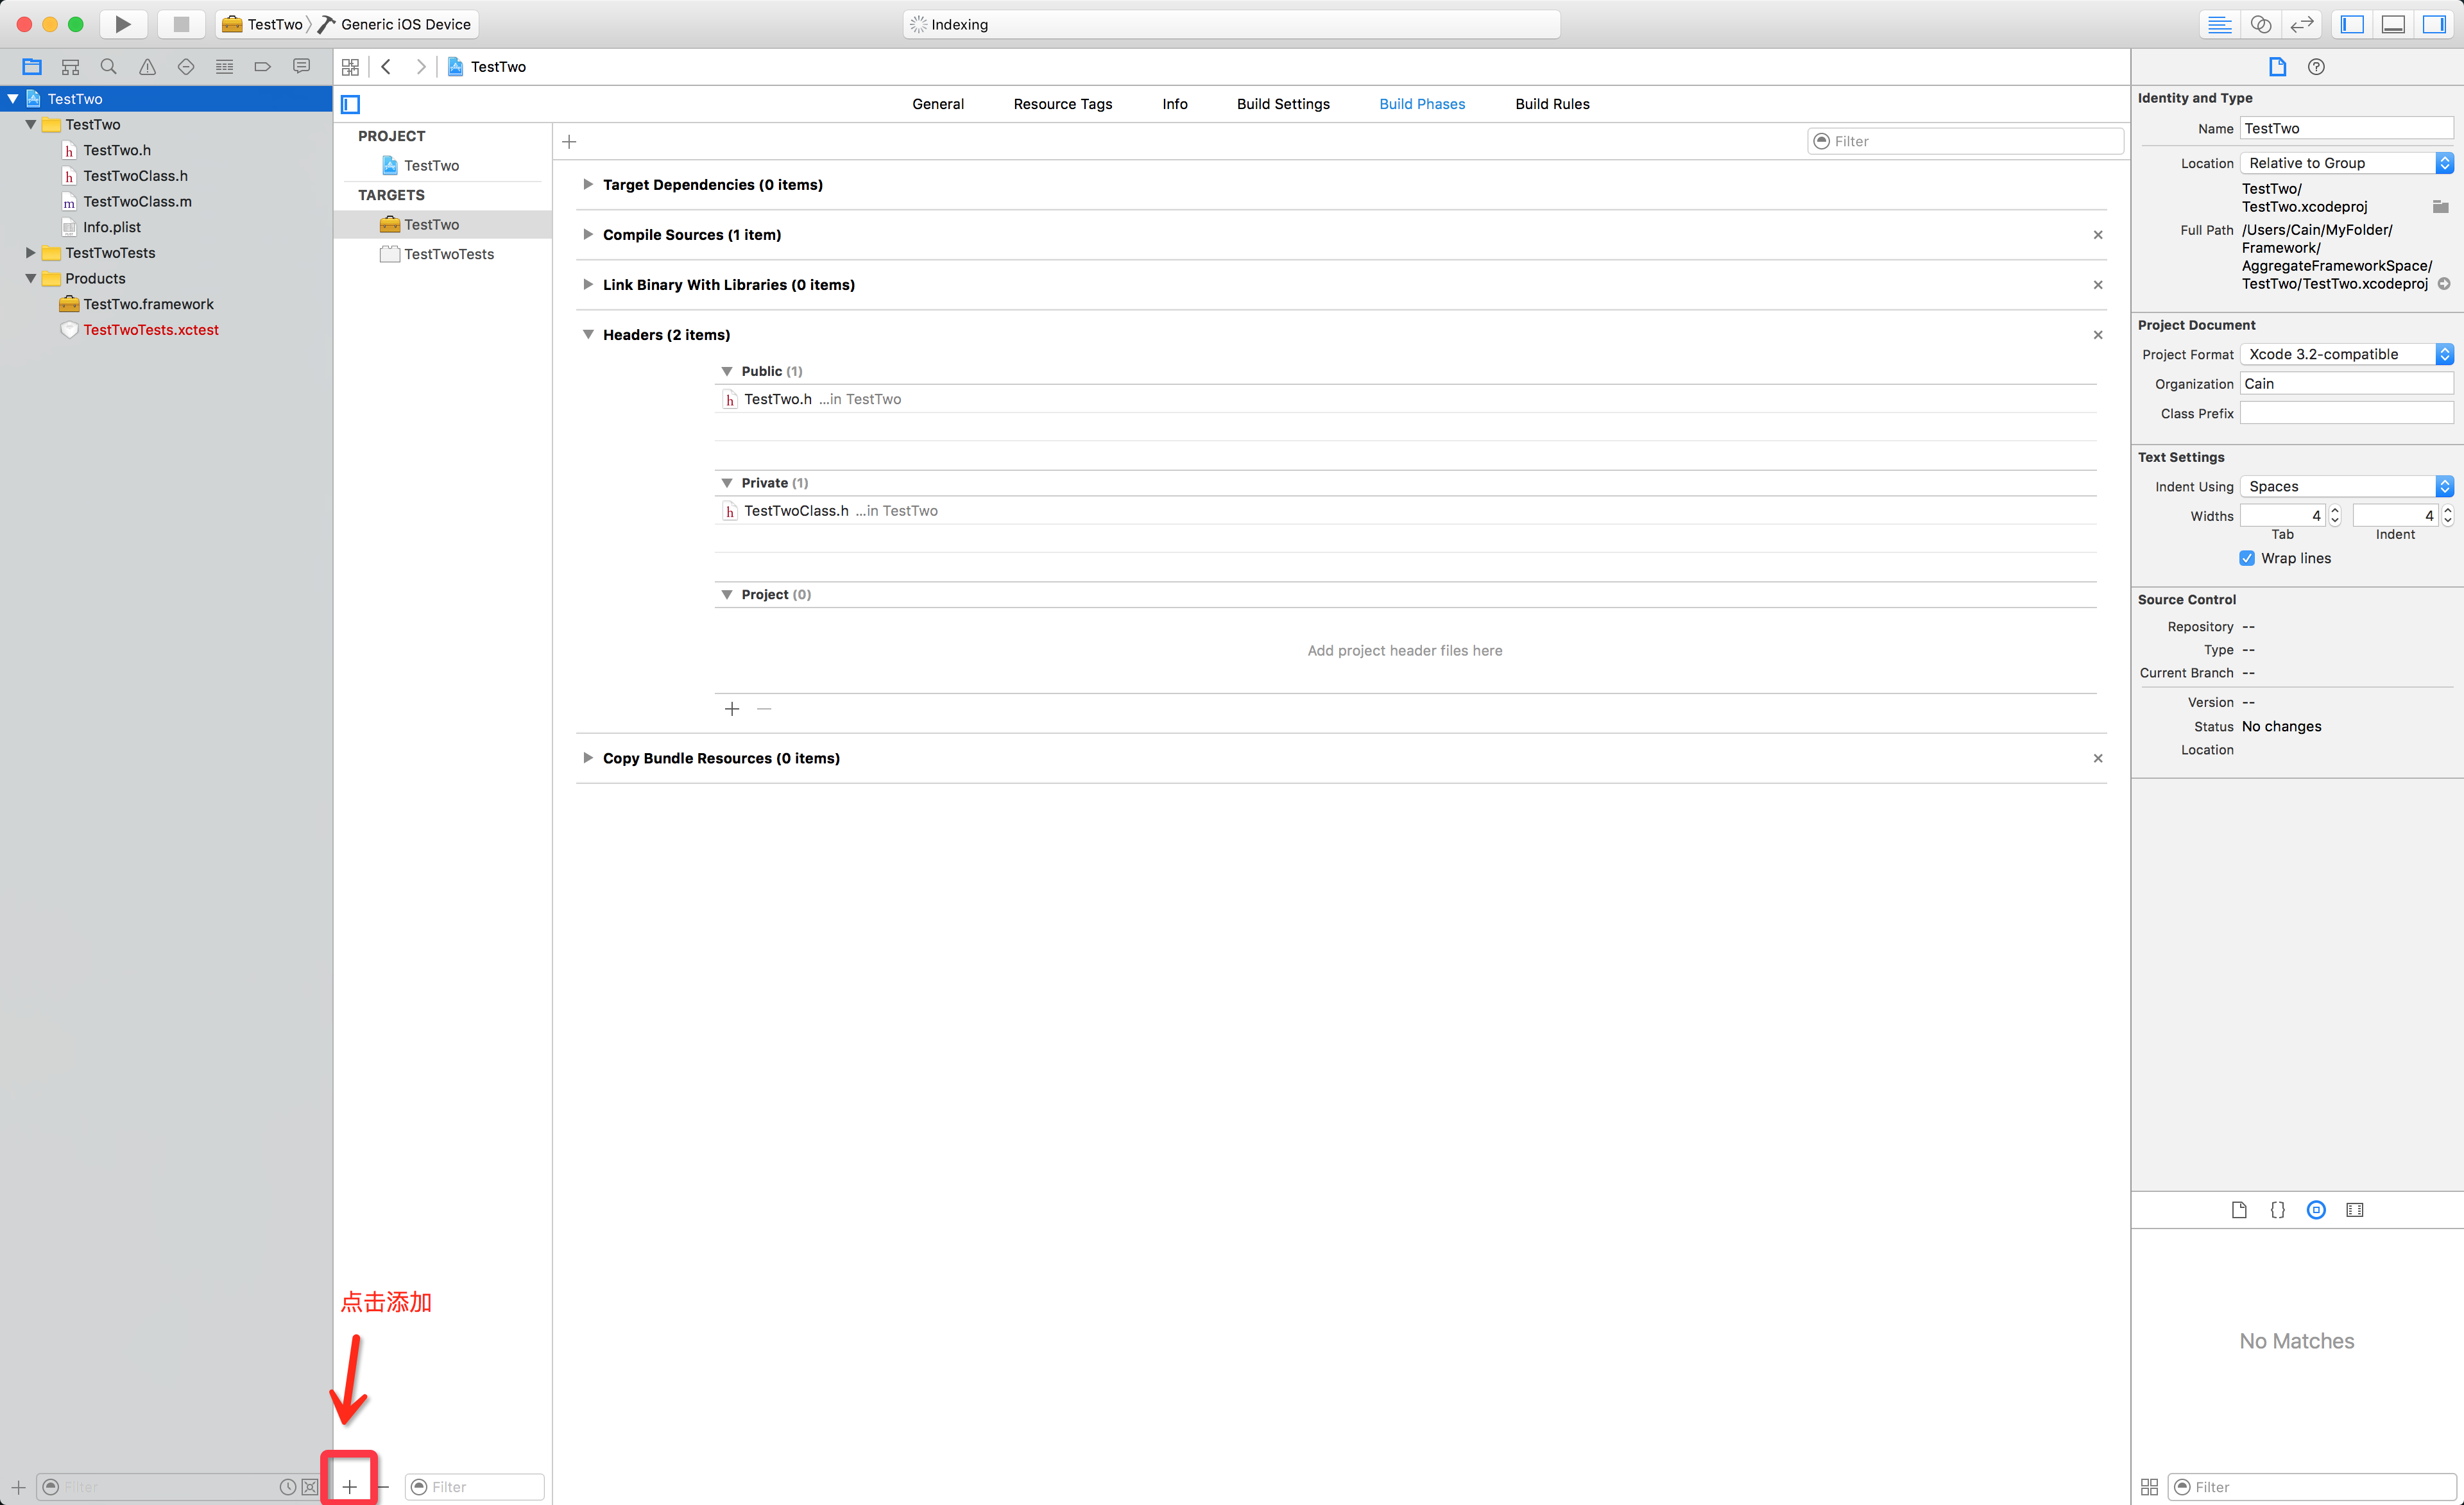 TestTwo
Generic iOS Device
Indexing
TestTwo
TestTwo
TestTwo
TestTwo.h
TestTwoClass.h
TestTwoClass.m
Info.plist
TestTwoTests
Products
TestTwo.framework
TestTwoTests.xctest
Filter
General
Resource Tags
Info
Build Settings
Build Phases
Build Rules
PROJECT
TestTwo
TARGETS
TestTwo
TestTwoTests
点击添加
Filter
Filter
Target Dependencies (0 items)
Compile Sources (1 item)
Link Binary With Libraries (0 items)
Headers (2 items)
Public (1)
TestTwo.h ...in TestTwo
Private (1)
TestTwoClass.h ...in TestTwo
Project (0)
Add project header files here
Copy Bundle Resources (0 items)
Identity and Type
Name TestTwo
Location Relative to Group
TestTwo/
TestTwo.xcodeproj
Full Path /Users/Cain/MyFolder/
Framework/
AggregateFrameworkSpace/
TestTwo/TestTwo.xcodeproj
Project Document
Project Format Xcode 3.2-compatible
Organization Cain
Class Prefix
Text Settings
Indent Using Spaces
Widths 4 4
Tab Indent
Wrap lines
Source Control
Repository --
Type --
Current Branch --
Version --
Status No changes
Location
No Matches
Filter